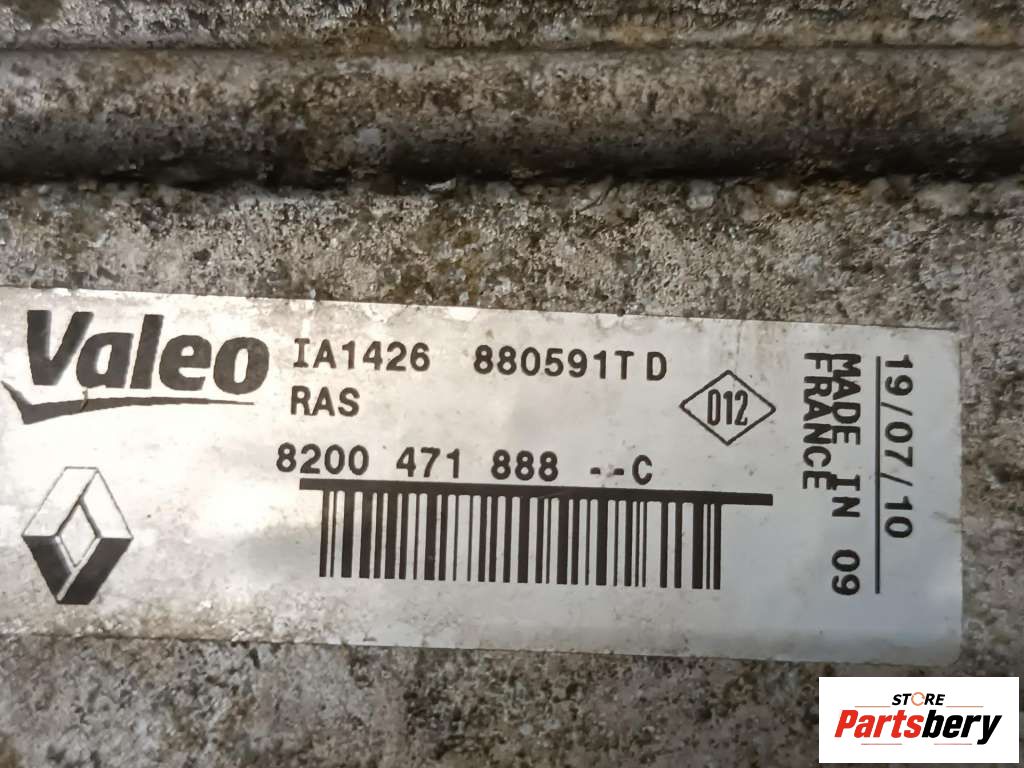 Valeo
IA1426 880591T D
RAS
8200 471 888 --C
D12
MADE IN 09
FRANCE
19/07/10
STORE
Partsbery